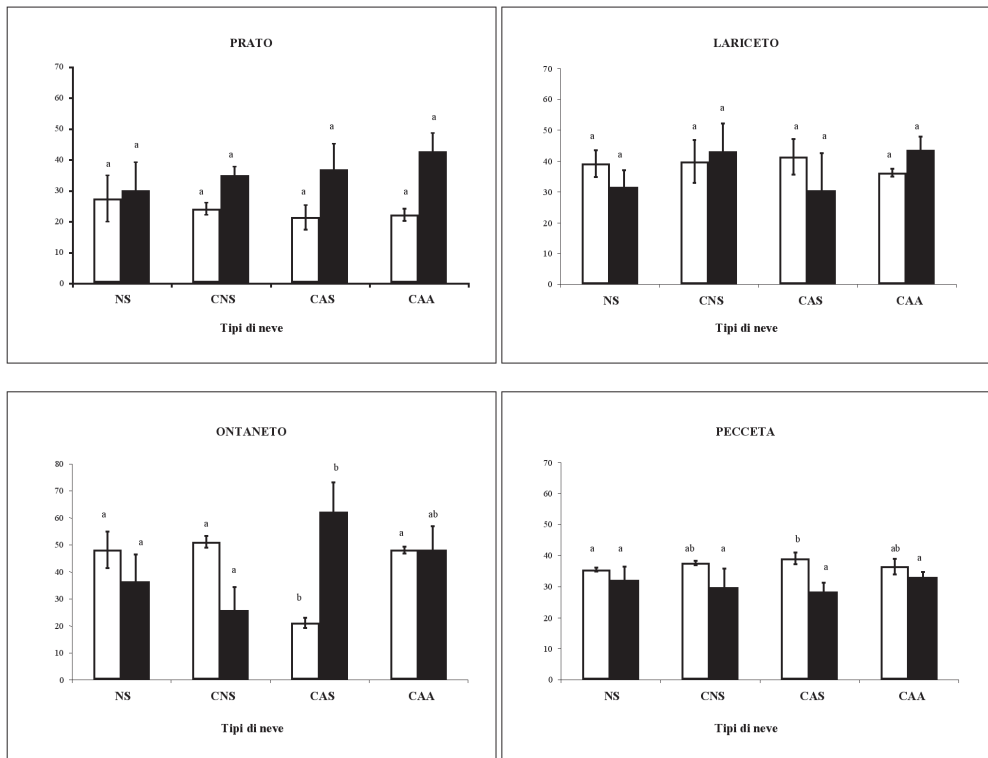 PRATO
70
60
50
40
30
20
10
0
a a a a a a a a
NS CNS CAS CAA
Tipi di neve
LARICETO
70
60
50
40
30
20
10
0
a a a a a a a a
NS CNS CAS CAA
Tipi di neve
ONTANETO
80
70
60
50
40
30
20
10
0
a a a a b b a ab
NS CNS CAS CAA
Tipi di neve
PECCETA
70
60
50
40
30
20
10
0
a a ab a b a ab a
NS CNS CAS CAA
Tipi di neve